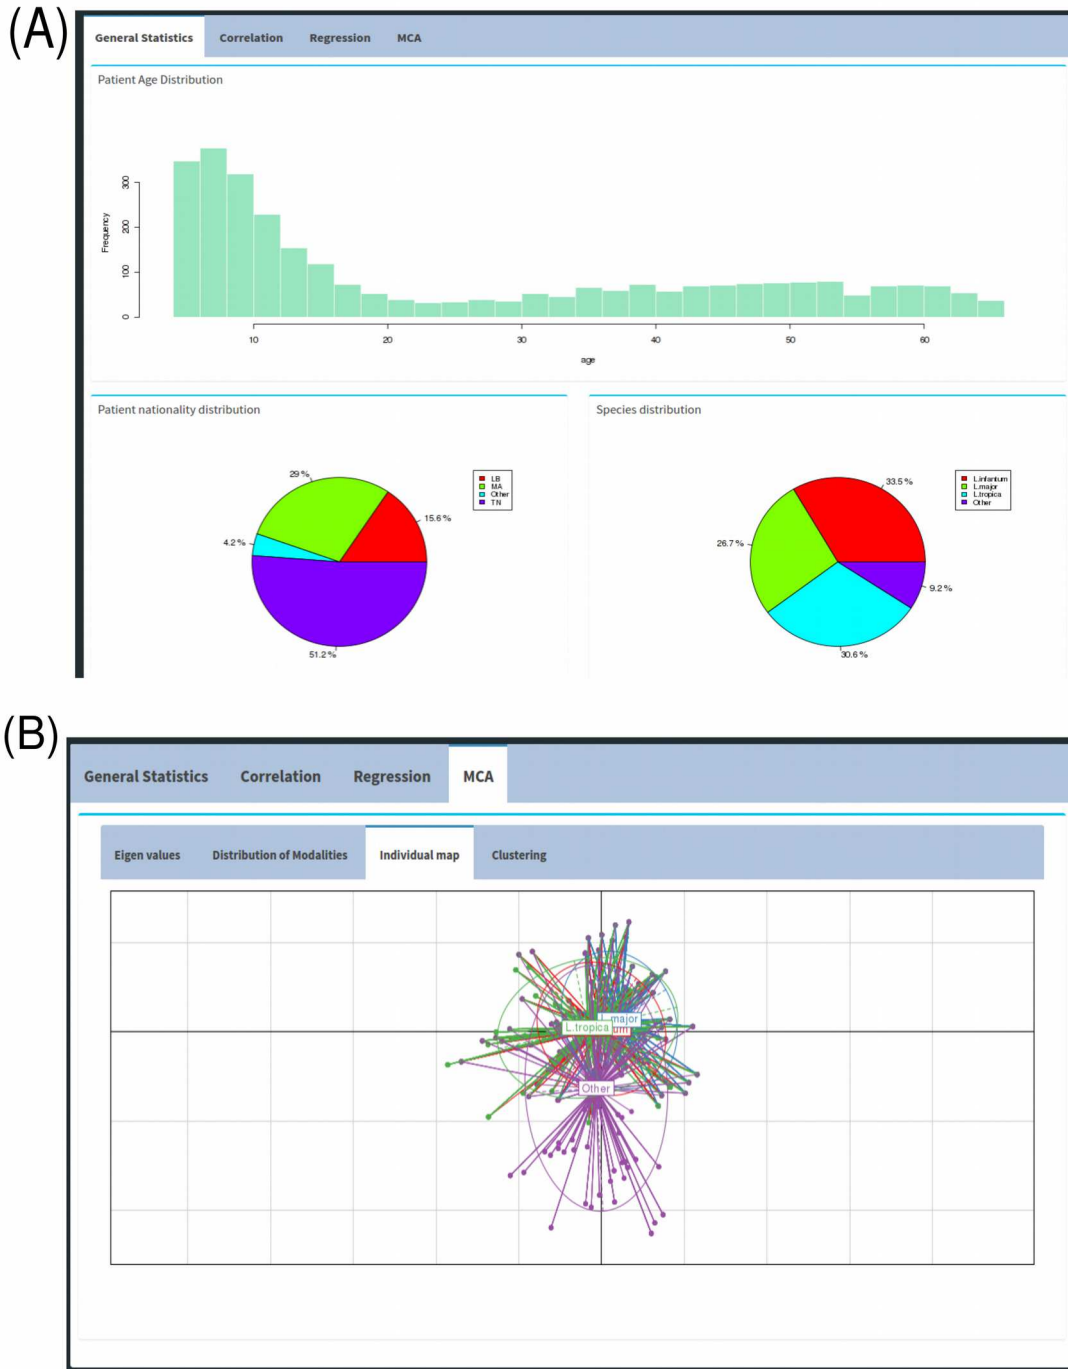 (A)
General Statistics Correlation Regression MCA
Patient Age Distribution
300
200
100
0
Frequency
10 20 30 40 50 60
age
Patient nationality distribution
29 %
15.6 %
4.2 %
51.2 %
LB
MA
Other
TN
Species distribution
33.5 %
26.7 %
9.2 %
30.6 %
L.infantum
L.major
L.tropica
Other
(B)
General Statistics Correlation Regression MCA
Eigen values Distribution of Modalities Individual map Clustering
major
L.tropica
um
Other